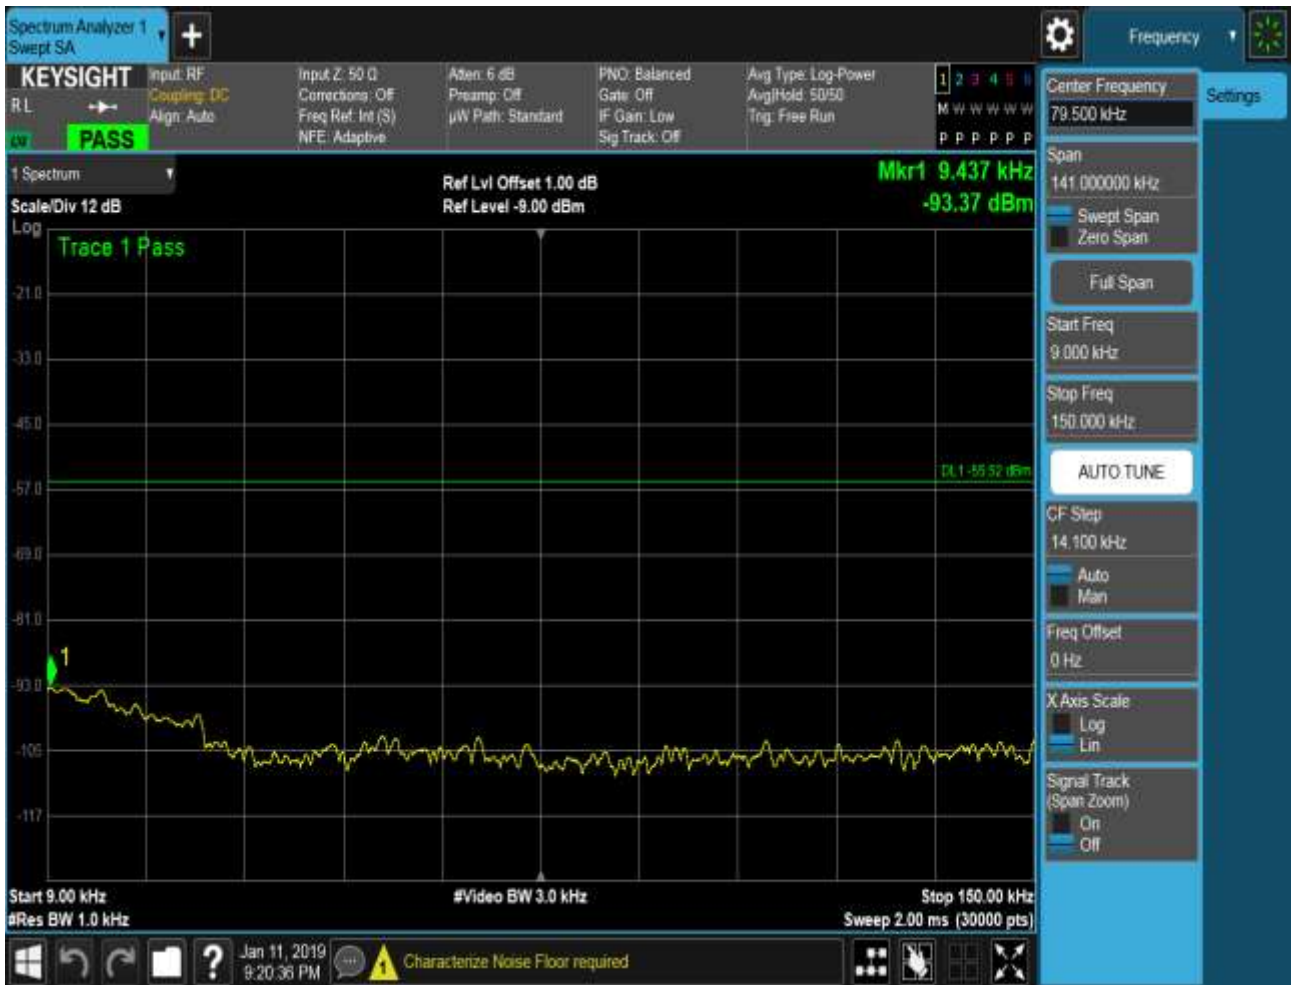 Spectrum Analyzer 1
Swept SA
Frequency
KEYSIGHT
R L
PASS
Input: RF
Coupling: DC
Align: Auto
Input Z: 50 Ω
Corrections: Off
Freq Ref: Int (S)
NFE: Adaptive
Atten: 6 dB
Preamp: Off
µW Path: Standard
PNO: Balanced
Gate: Off
IF Gain: Low
Sig Track: Off
Avg Type: Log-Power
Avg|Hold: 50/50
Trig: Free Run
1 2 3 4 5 6
M W W W W W
P P P P P P
1 Spectrum
Scale/Div 12 dB
Ref Lvl Offset 1.00 dB
Ref Level -9.00 dBm
Mkr1 9.437 kHz
-93.37 dBm
Log
Trace 1 Pass
-21.0
-33.0
-45.0
DL1 -55.52 dBm
-57.0
-69.0
-81.0
1
-93.0
-105
-117
Start 9.00 kHz
#Video BW 3.0 kHz
Stop 150.00 kHz
#Res BW 1.0 kHz
Sweep 2.00 ms (30000 pts)
Center Frequency
79.500 kHz
Settings
Span
141.000000 kHz
Swept Span
Zero Span
Full Span
Start Freq
9.000 kHz
Stop Freq
150.000 kHz
AUTO TUNE
CF Step
14.100 kHz
Auto
Man
Freq Offset
0 Hz
X Axis Scale
Log
Lin
Signal Track
(Span Zoom)
On
Off
?
Jan 11, 2019
9:20:36 PM
1
Characterize Noise Floor required